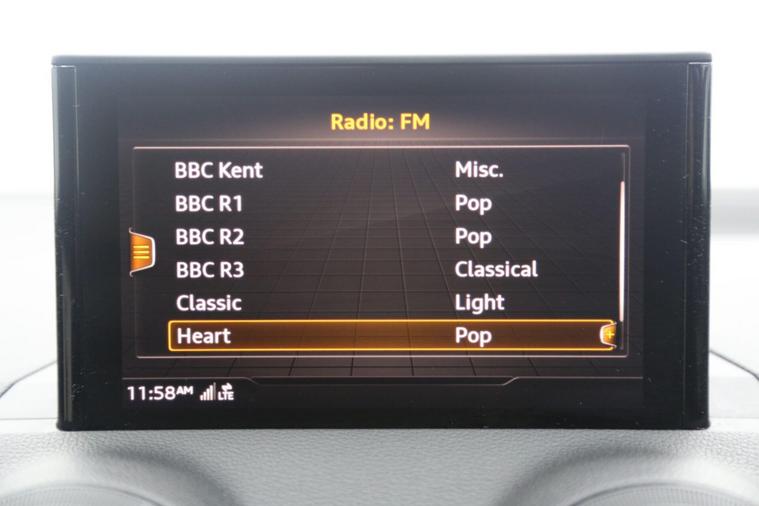 Radio: FM
BBC Kent Misc.
BBC R1 Pop
BBC R2 Pop
BBC R3 Classical
Classic Light
Heart Pop
11:58AM LTE